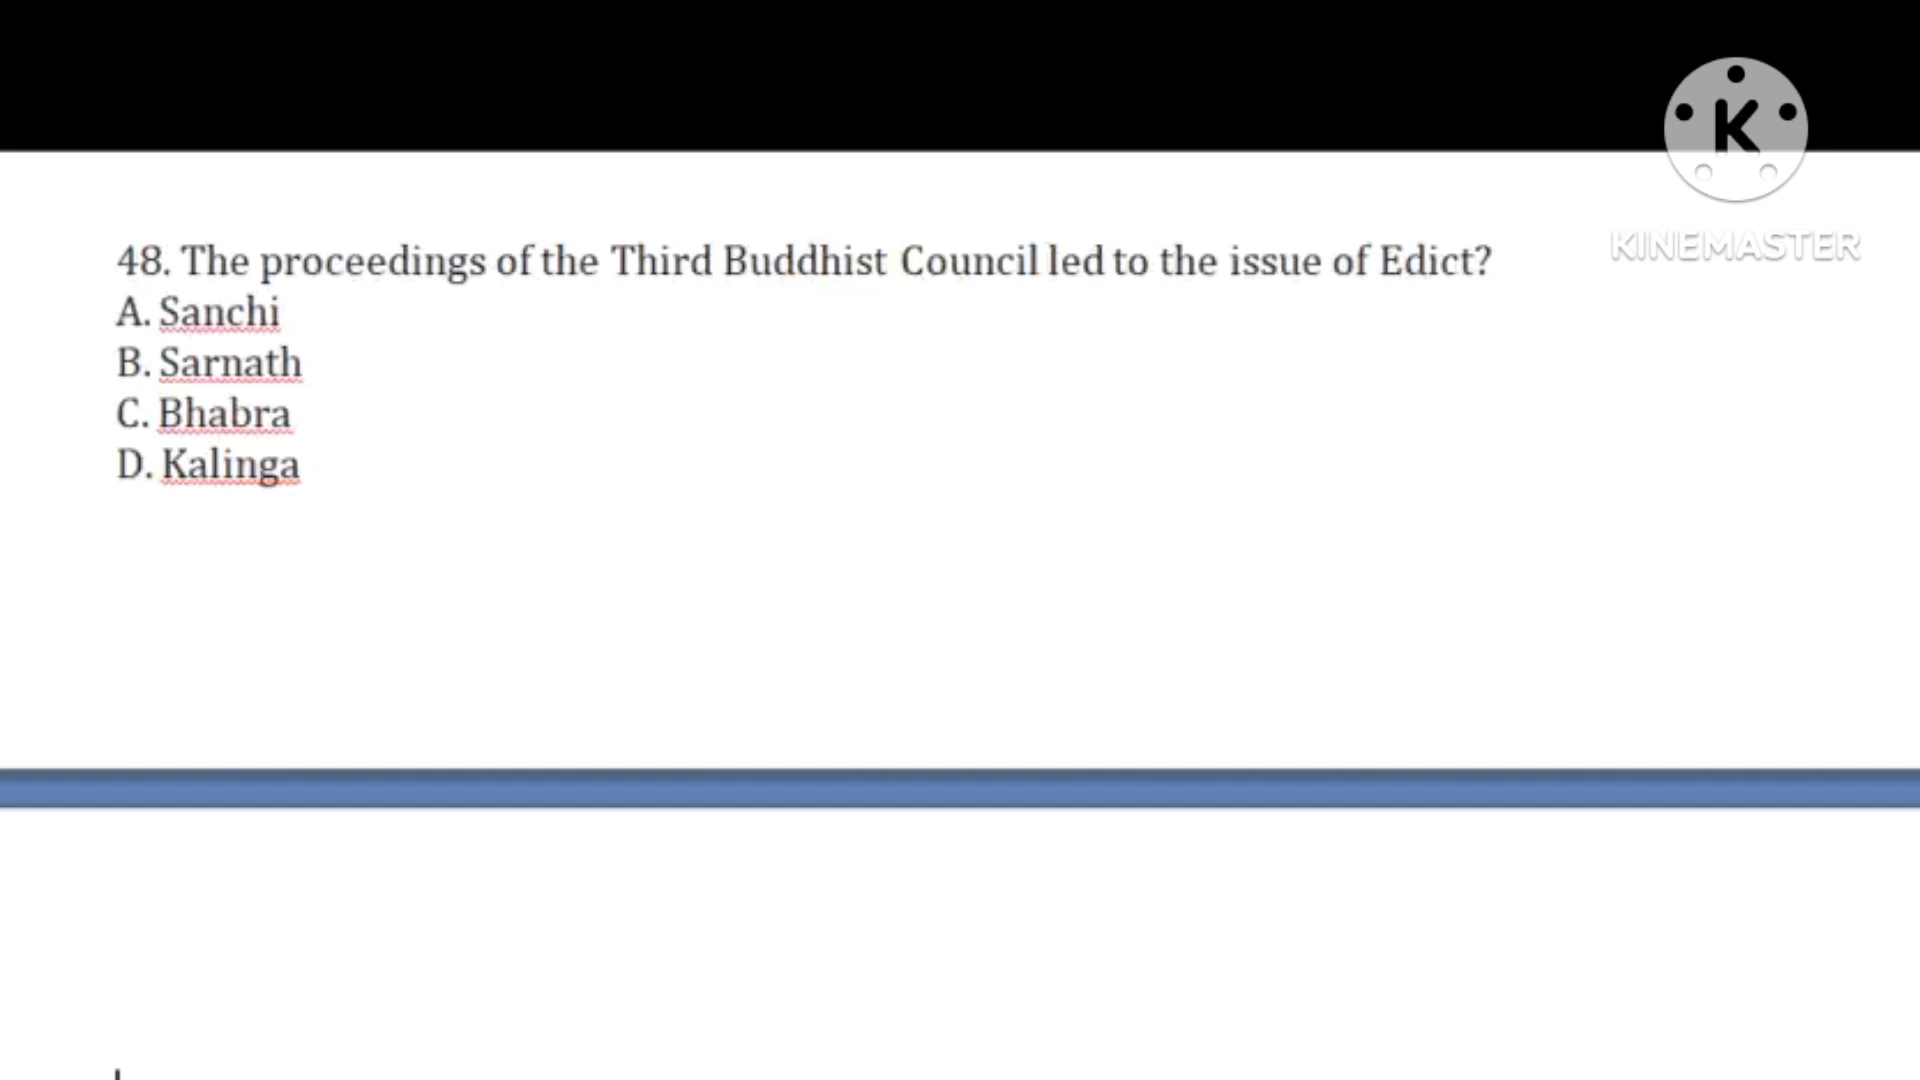 K
KINEMASTER
48. The proceedings of the Third Buddhist Council led to the issue of Edict?
A. Sanchi
B. Sarnath
C. Bhabra
D. Kalinga